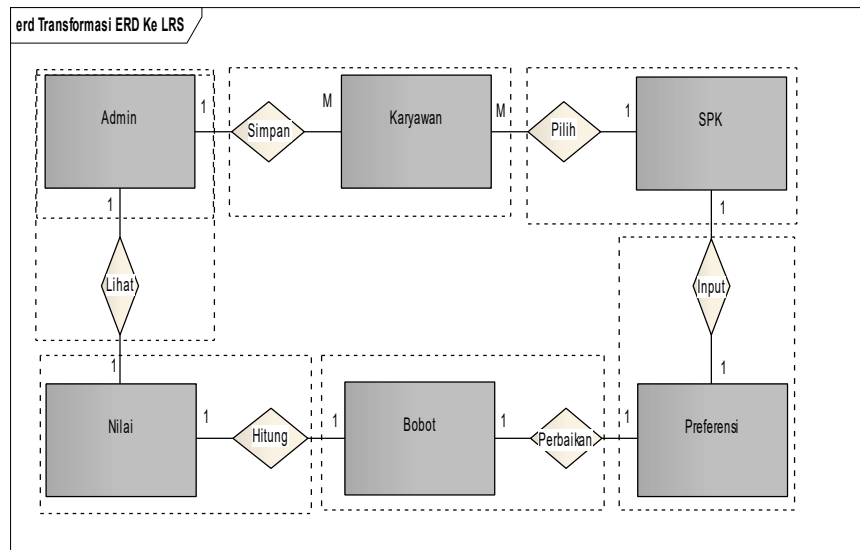 erd Transformasi ERD Ke LRS
Admin
1
Simpan
M
Karyawan
M
Pilih
1
SPK
1
1
Lihat
Input
1
1
Nilai
1
Hitung
1
Bobot
1
Perbaikan
1
Preferensi